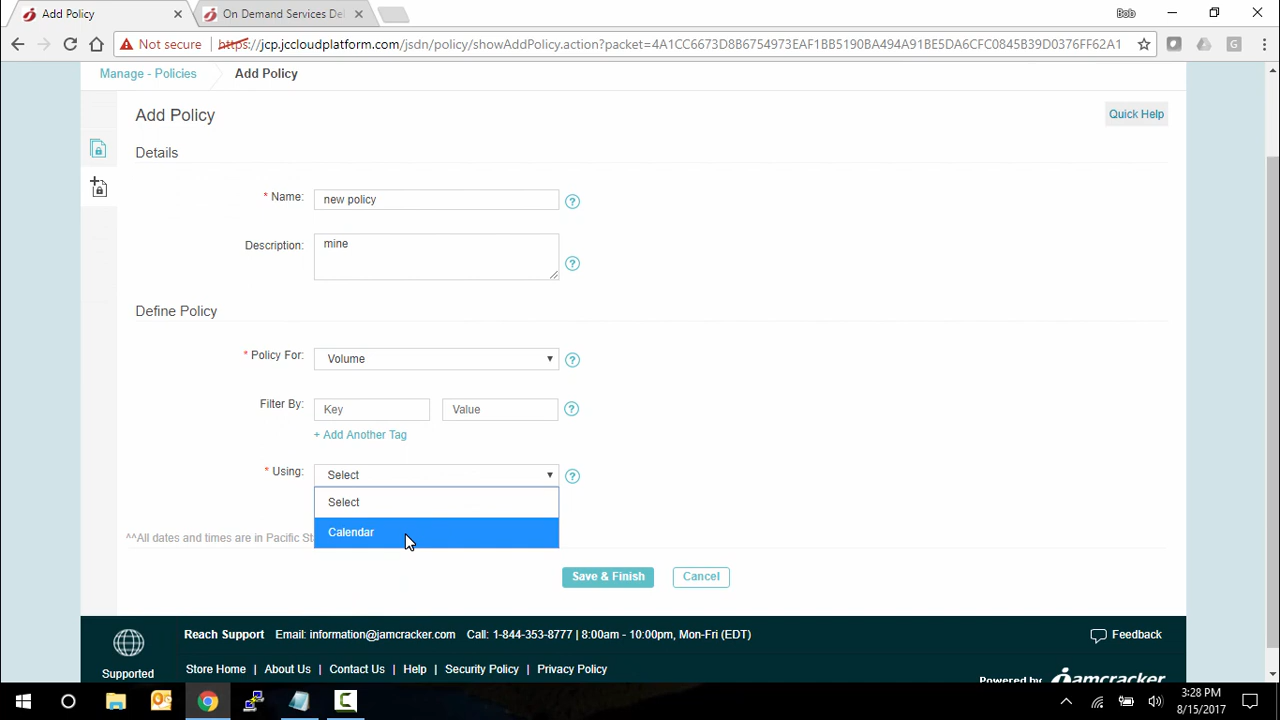 Add Policy
On Demand Services Del
Bob
Not secure
https://jcp.jccloudplatform.com/jsdn/policy/showAddPolicy.action?packet=4A1CC6673D8B6754973EAF1BB5190BA494A91BE5DA6CFC0845B39D0376FF62A1
Manage - Policies
Add Policy
Add Policy
Quick Help
Details
* Name:
new policy
?
Description:
mine
?
Define Policy
* Policy For:
Volume
?
Filter By:
Key
Value
?
+ Add Another Tag
* Using:
Select
?
Select
Calendar
^^All dates and times are in Pacific St
Save & Finish
Cancel
Reach Support Email: information@jamcracker.com Call: 1-844-353-8777 | 8:00am - 10:00pm, Mon-Fri (EDT)
Feedback
Supported
Store Home | About Us | Contact Us | Help | Security Policy | Privacy Policy
Powered by
jamcracker
3:28 PM
8/15/2017